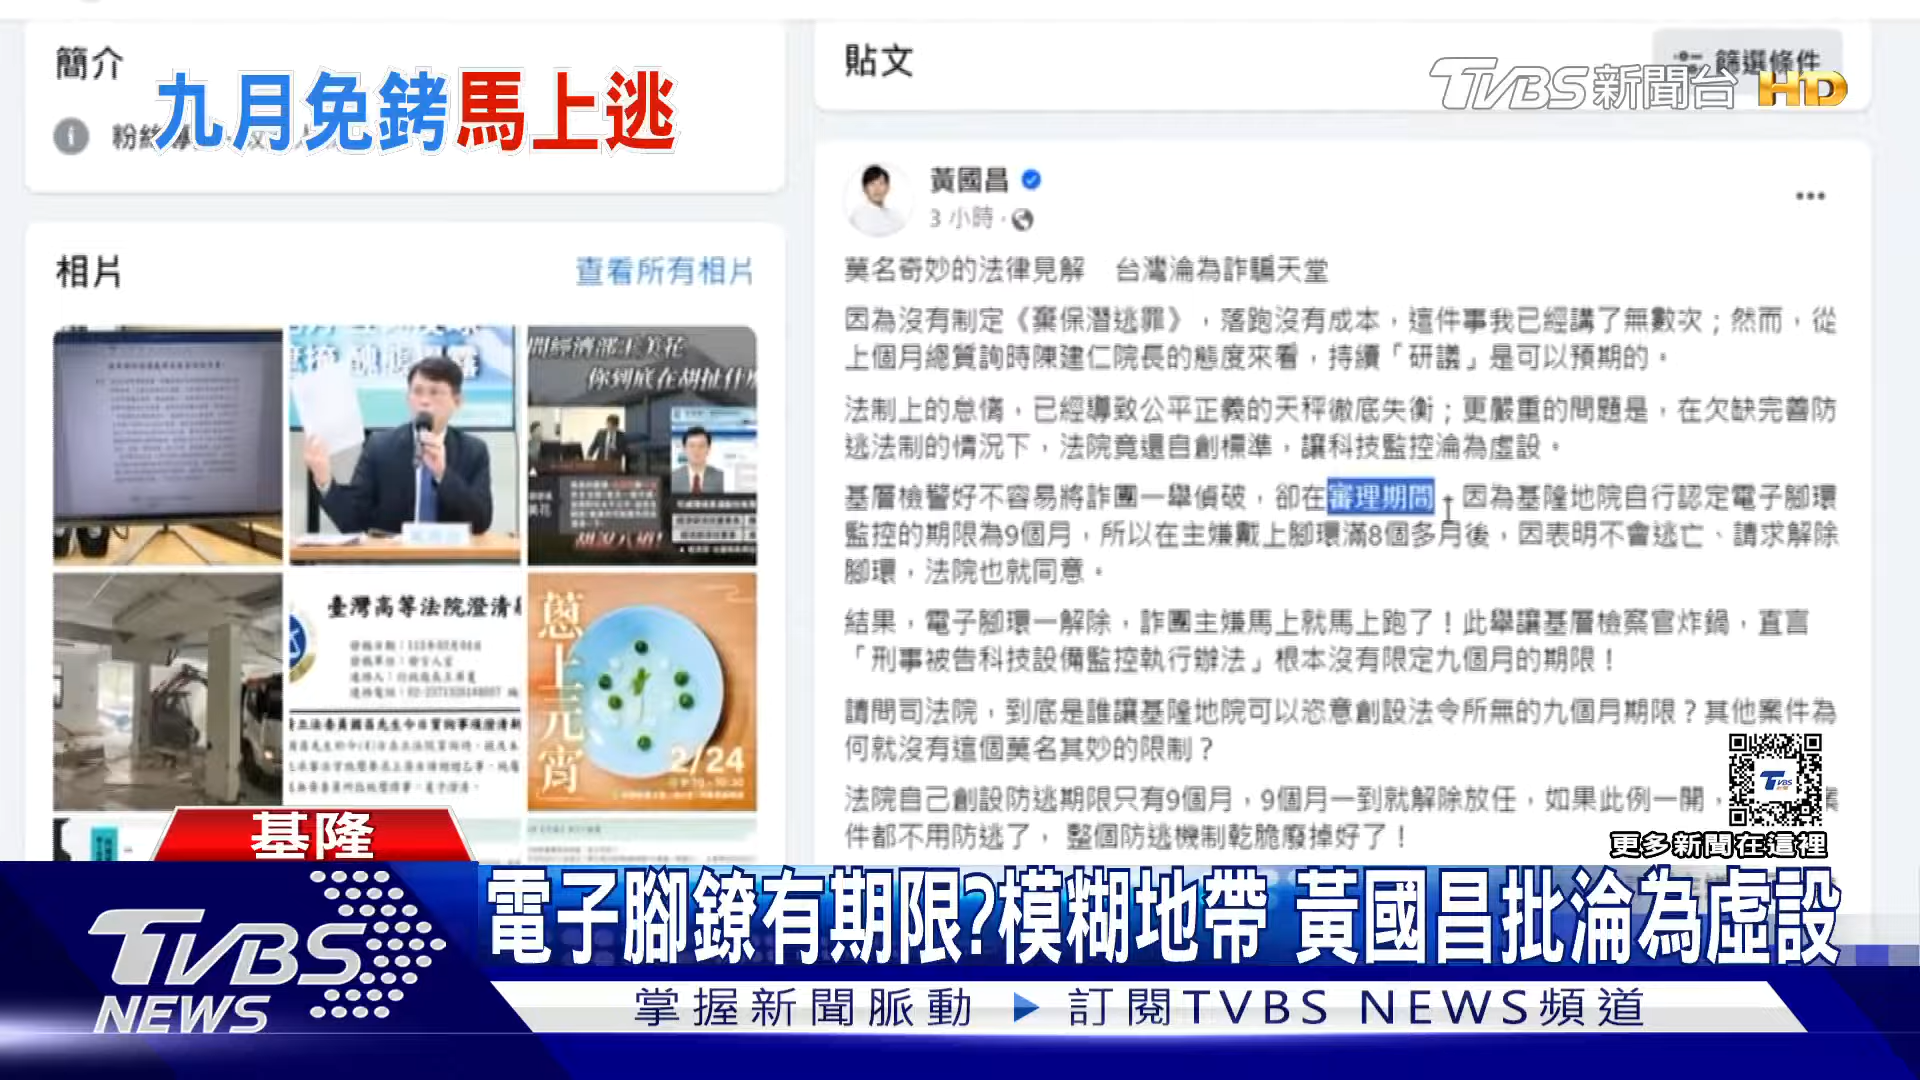 簡介
九月免銬馬上逃
相片
查看所有相片
你到底在胡扯什麼
臺灣高等法院澄清
蔥上元宵
2/24
貼文
篩選條件
TVBS新聞台 HD
黃國昌
3 小時
莫名奇妙的法律見解 台灣淪為詐騙天堂
因為沒有制定《棄保潛逃罪》，落跑沒有成本，這件事我已經講了無數次；然而，從
上個月總質詢時陳建仁院長的態度來看，持續「研議」是可以預期的。
法制上的怠惰，已經導致公平正義的天秤徹底失衡；更嚴重的問題是，在欠缺完善防
逃法制的情況下，法院竟還自創標準，讓科技監控淪為虛設。
基層檢警好不容易將詐團一舉偵破，卻在審理期間，因為基隆地院自行認定電子腳環
監控的期限為9個月，所以在主嫌戴上腳環滿8個多月後，因表明不會逃亡、請求解除
腳環，法院也就同意。
結果，電子腳環一解除，詐團主嫌馬上就馬上跑了！此舉讓基層檢察官炸鍋，直言
「刑事被告科技設備監控執行辦法」根本沒有限定九個月的期限！
請問司法院，到底是誰讓基隆地院可以恣意創設法令所無的九個月期限？其他案件為
何就沒有這個莫名其妙的限制？
法院自己創設防逃期限只有9個月，9個月一到就解除放任，如果此例一開，
件都不用防逃了， 整個防逃機制乾脆廢掉好了！
更多新聞在這裡
基隆
電子腳鐐有期限?模糊地帶 黃國昌批淪為虛設
TVBS NEWS
掌握新聞脈動 ▶ 訂閱TVBS NEWS頻道